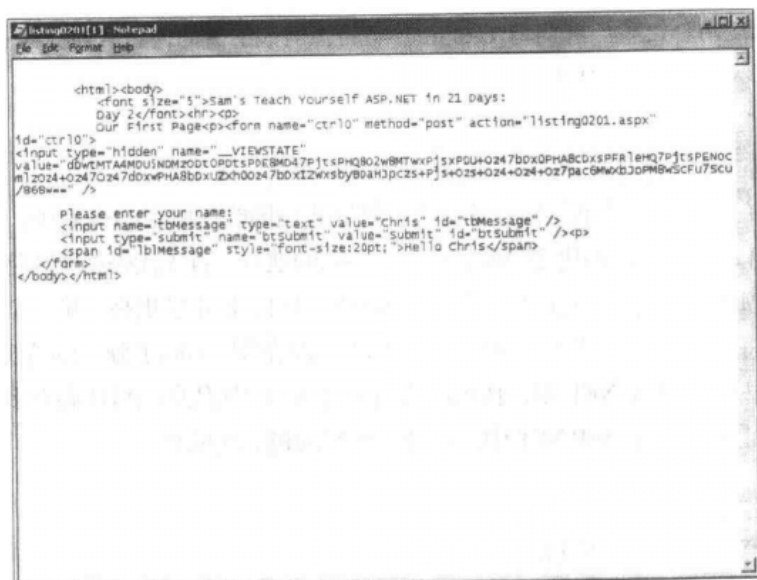 listing0201[1] - Notepad
File Edit Format Help
<html><body>
<font size="5">Sam's Teach Yourself ASP.NET in 21 Days:
Day 2</font><hr><p>
Our First Page<p><form name="ctrl0" method="post" action="listing0201.aspx"
id="ctrl0">
<input type="hidden" name="__VIEWSTATE"
/868w==" />
Please enter your name:
<input name="tbMessage" type="text" value="Chris" id="tbMessage" />
<input type="submit" name="btSubmit" value="Submit" id="btSubmit" /><p>
<span id="lblMessage" style="font-size:20pt;">Hello Chris</span>
</form>
</body></html>